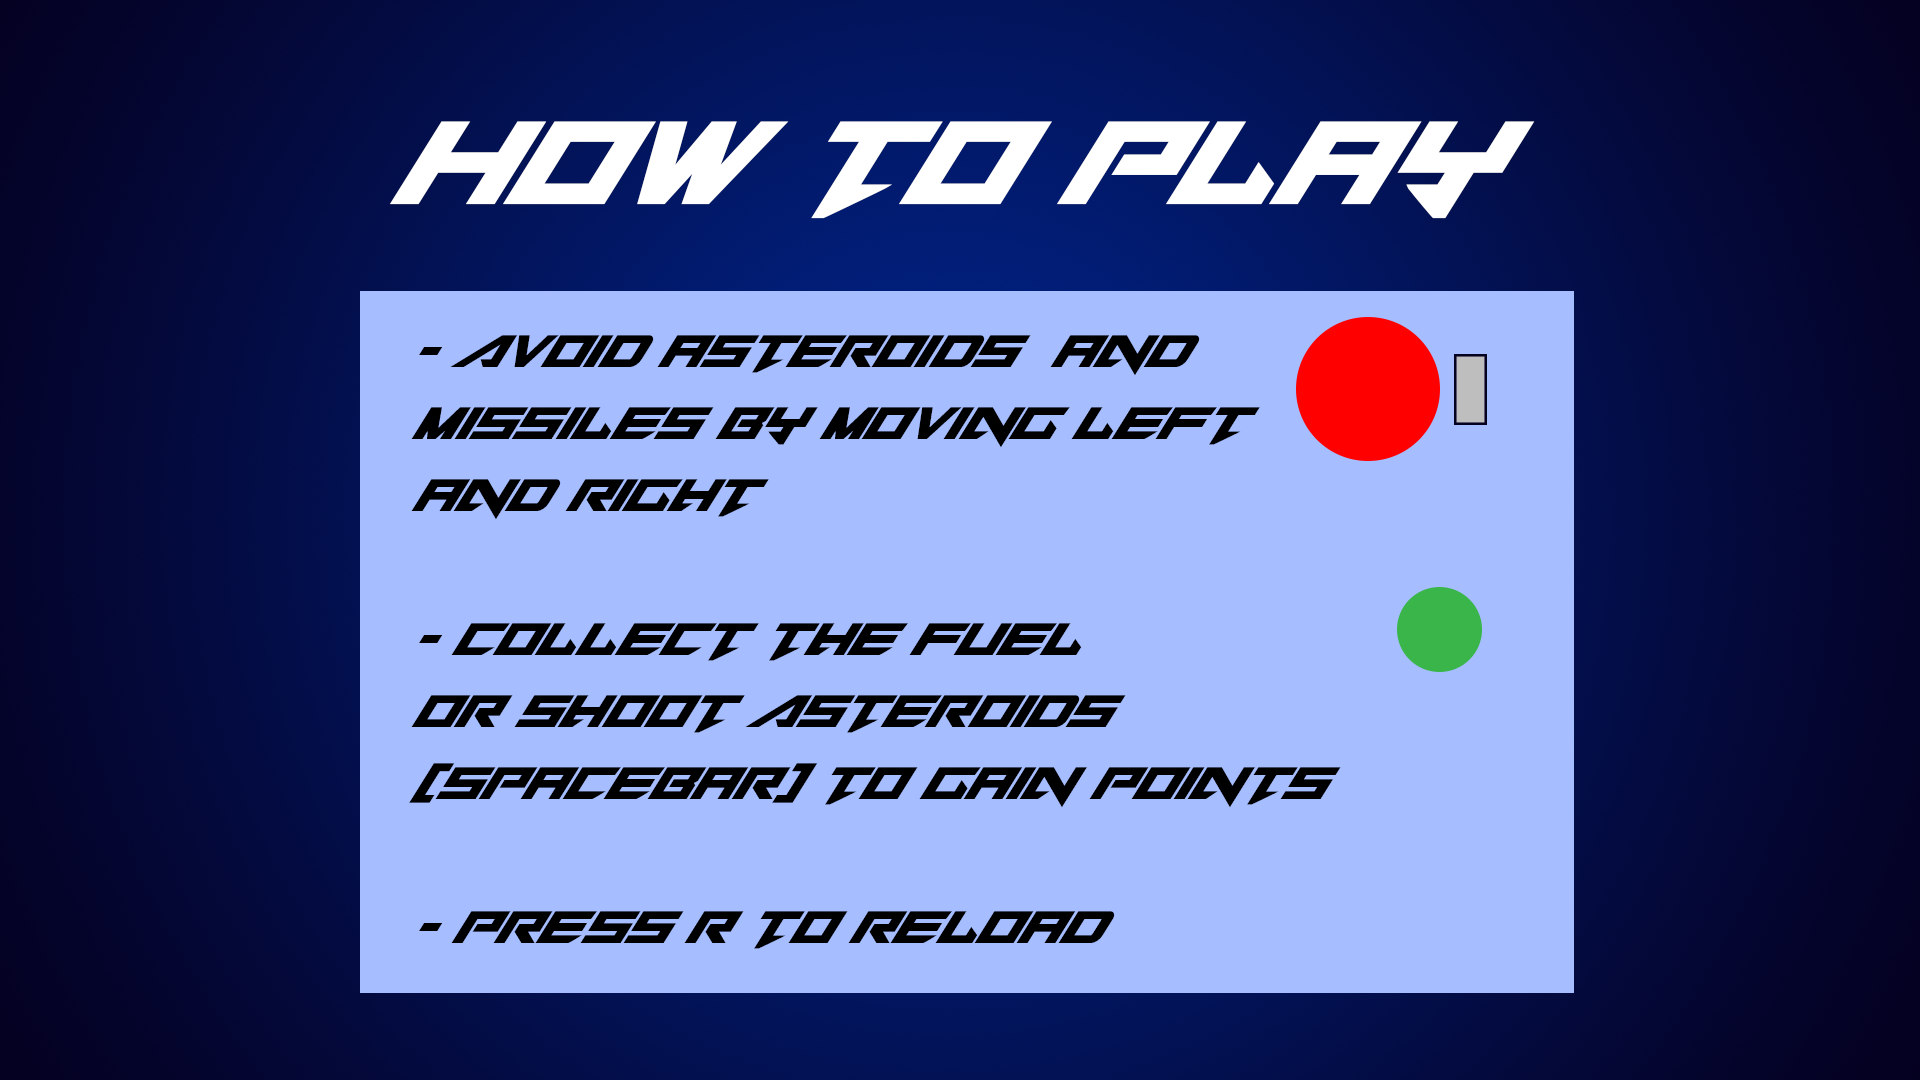 HOW TO PLAY
- AVOID ASTEROIDS  AND
MISSILES BY MOVING LEFT
AND RIGHT
- COLLECT THE FUEL
OR SHOOT ASTEROIDS
[SPACEBAR] TO GAIN POINTS
- PRESS R TO RELOAD